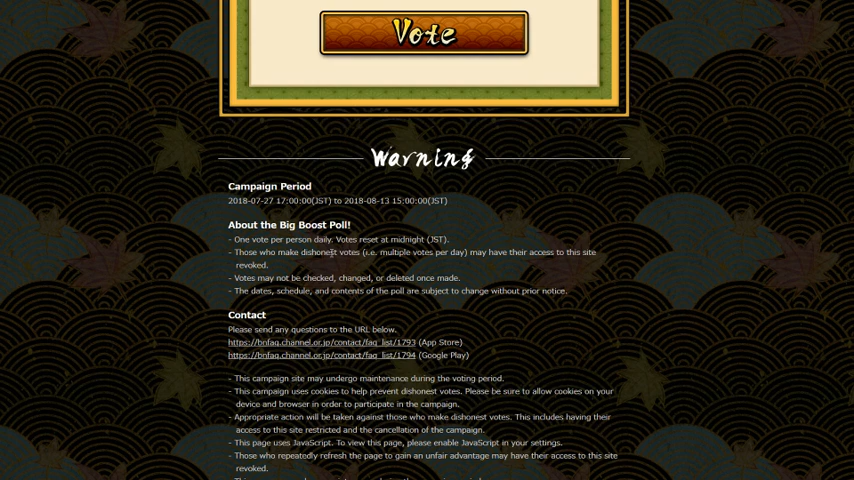 Vote
Warning
Campaign Period
2018-07-27 17:00:00(JST) to 2018-08-13 15:00:00(JST)
About the Big Boost Poll!
- One vote per person daily. Votes reset at midnight (JST).
- Those who make dishonest votes (i.e. multiple votes per day) may have their access to this site
revoked.
- Votes may not be checked, changed, or deleted once made.
- The dates, schedule, and contents of the poll are subject to change without prior notice.
Contact
Please send any questions to the URL below.
https://bnfaq.channel.or.jp/contact/faq_list/1793 (App Store)
https://bnfaq.channel.or.jp/contact/faq_list/1794 (Google Play)
- This campaign site may undergo maintenance during the voting period.
- This campaign uses cookies to help prevent dishonest votes. Please be sure to allow cookies on your
device and browser in order to participate in the campaign.
- Appropriate action will be taken against those who make dishonest votes. This includes having their
access to this site restricted and the cancellation of the campaign.
- This page uses JavaScript. To view this page, please enable JavaScript in your settings.
- Those who repeatedly refresh the page to gain an unfair advantage may have their access to this site
revoked.